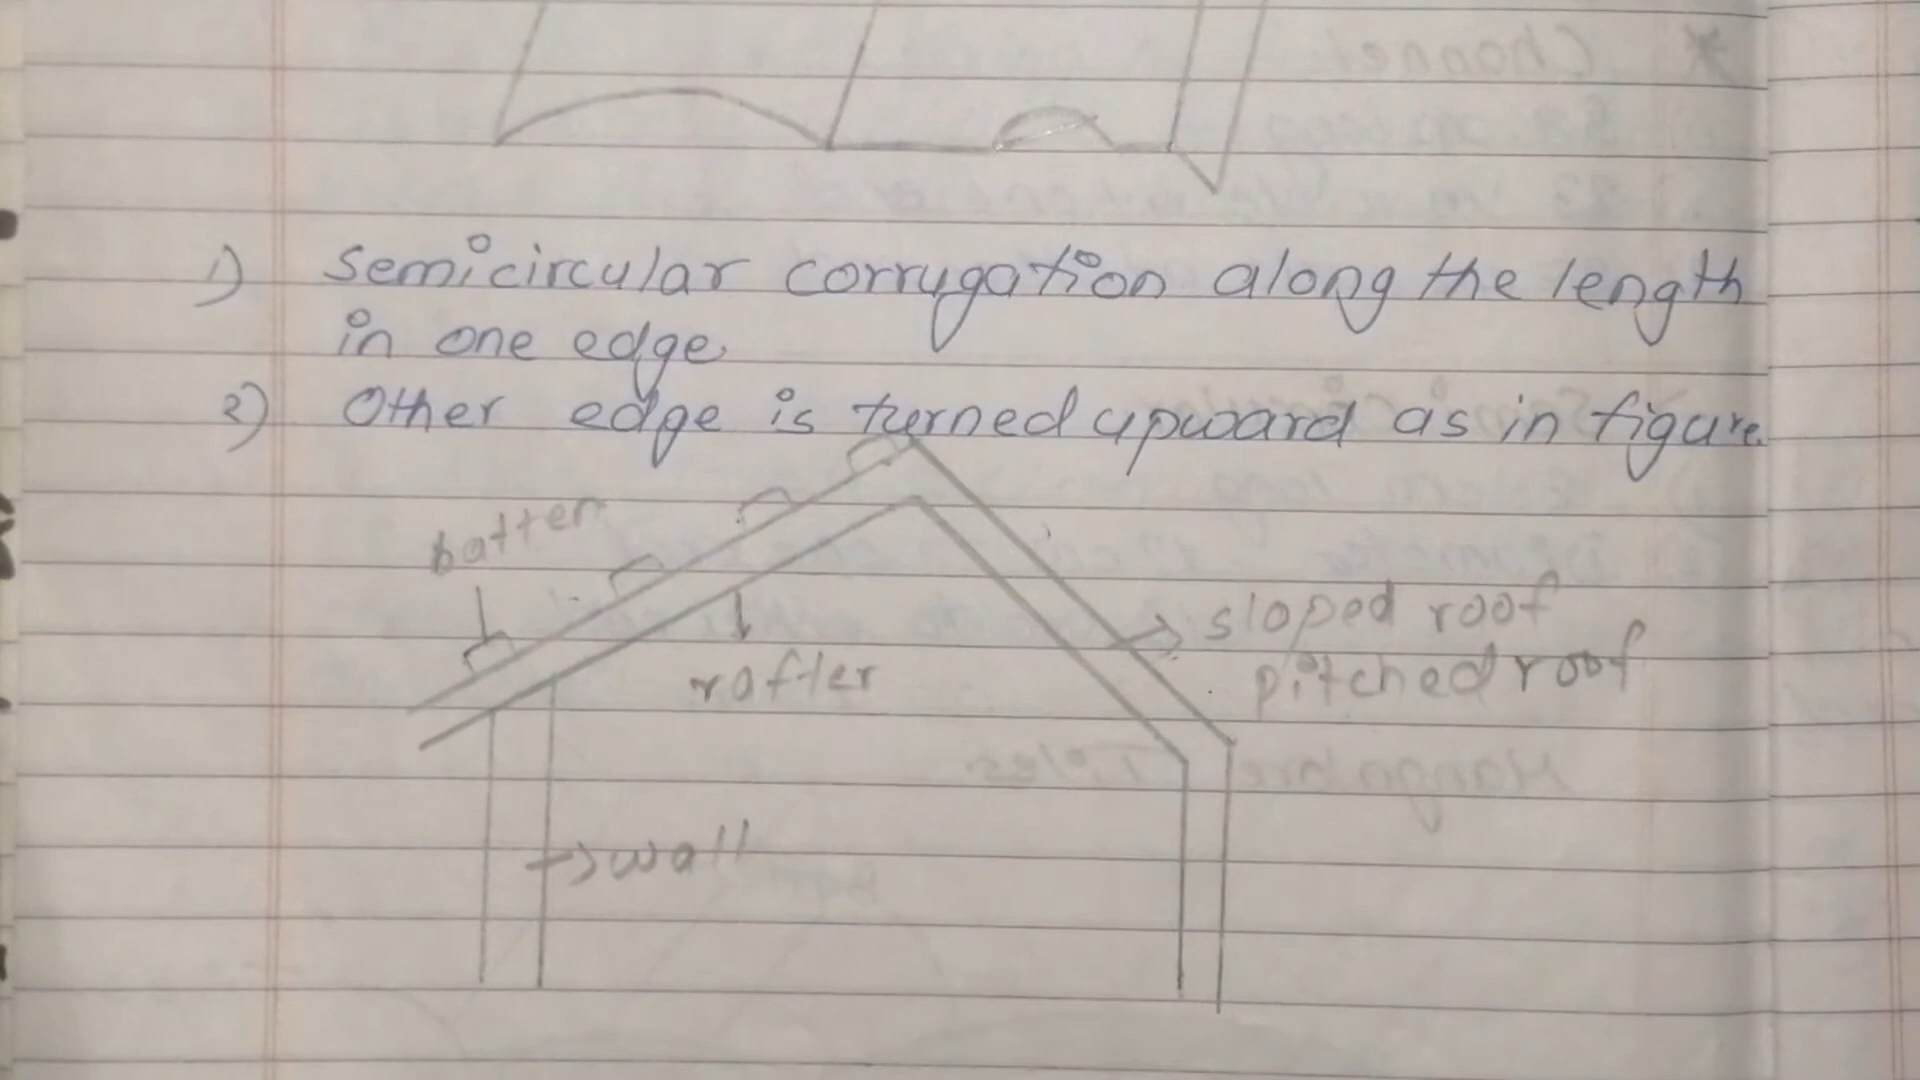 1) Semicircular corrugation along the length
in one edge.
2) Other edge is turned upward as in figure.
batten
sloped roof
rafter
pitched roof
wall